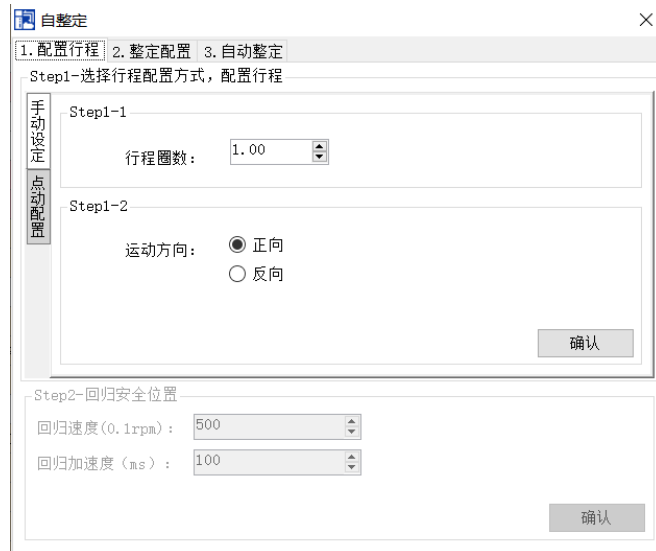 自整定
1.配置行程 2.整定配置 3.自动整定
Step1-选择行程配置方式，配置行程
手动设定
点动配置
Step1-1
行程圈数： 1.00
Step1-2
运动方向： 正向
反向
确认
Step2-回归安全位置
回归速度(0.1rpm)： 500
回归加速度（ms）： 100
确认